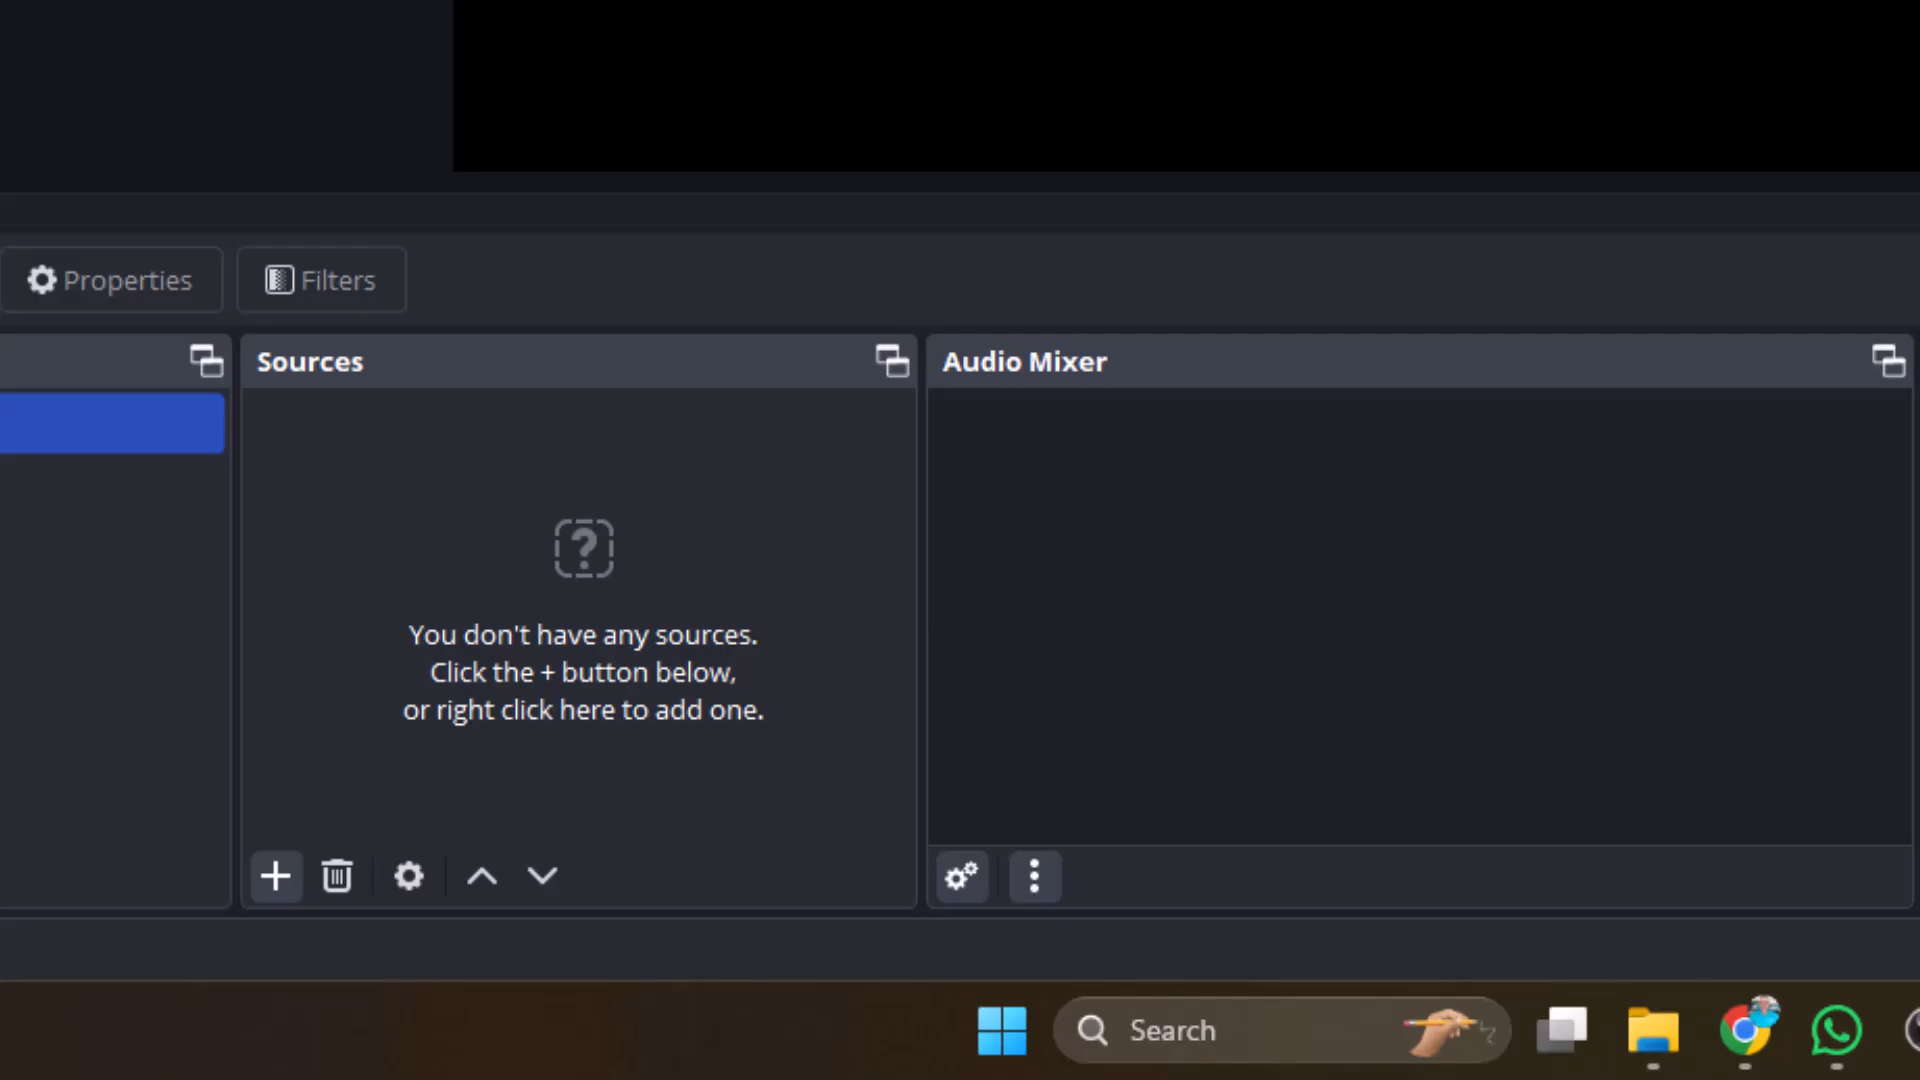 Properties
Filters
Sources
Audio Mixer
You don't have any sources.
Click the + button below,
or right click here to add one.
Search